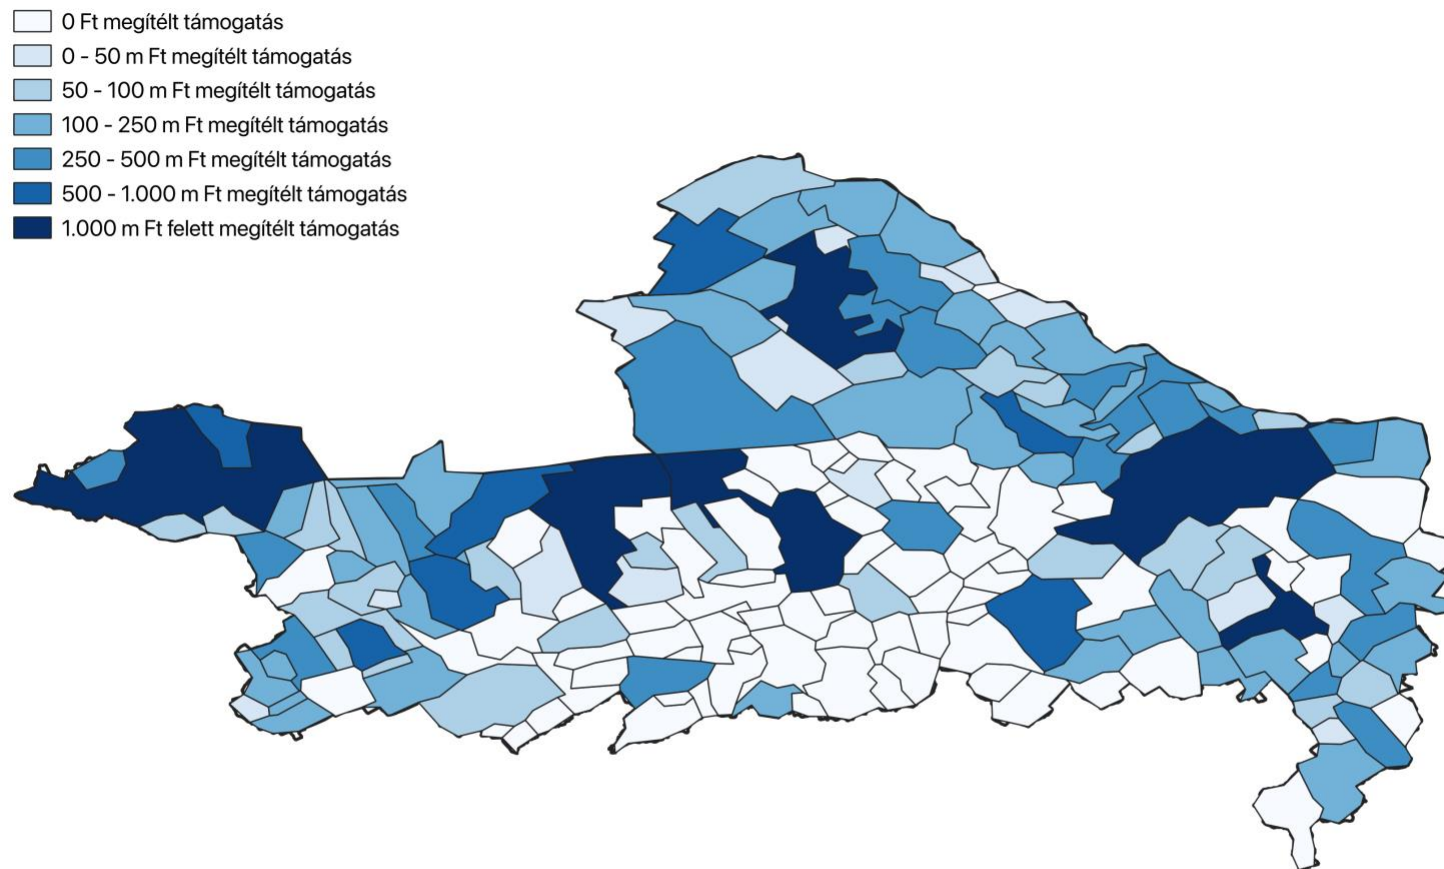 0 Ft megítélt támogatás
0 - 50 m Ft megítélt támogatás
50 - 100 m Ft megítélt támogatás
100 - 250 m Ft megítélt támogatás
250 - 500 m Ft megítélt támogatás
500 - 1.000 m Ft megítélt támogatás
1.000 m Ft felett megítélt támogatás